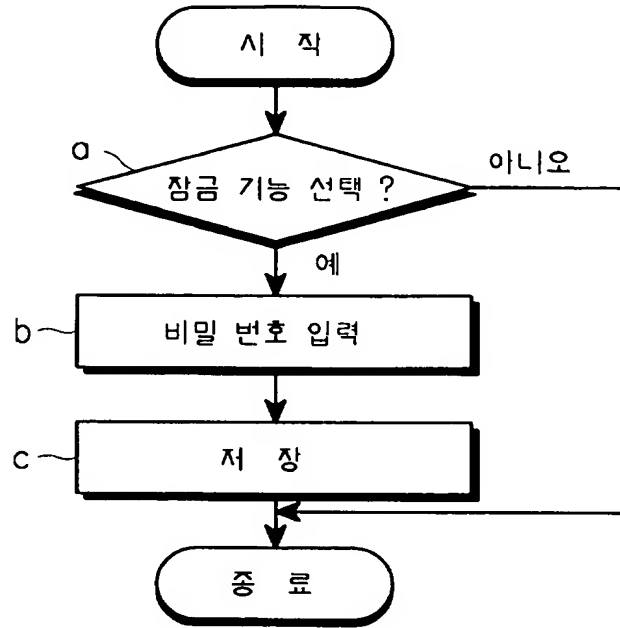 시 작
a
잠금 기능 선택 ?
아니오
예
b
비밀 번호 입력
c
저 장
종 료